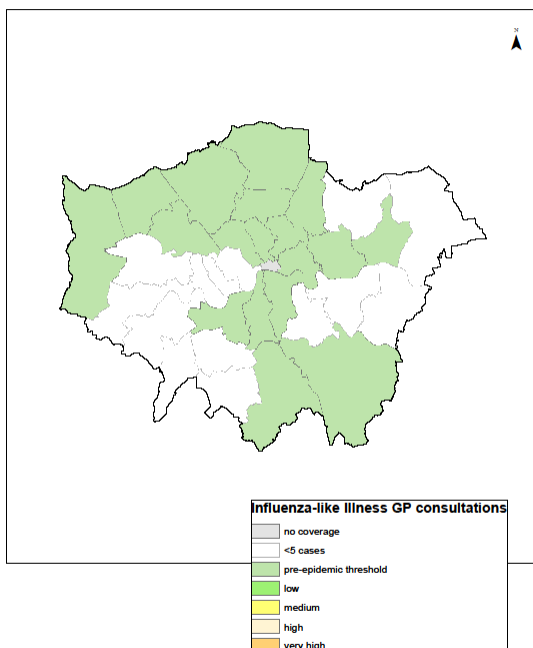 N
Influenza-like Illness GP consultations
no coverage
<5 cases
pre-epidemic threshold
low
medium
high
very high